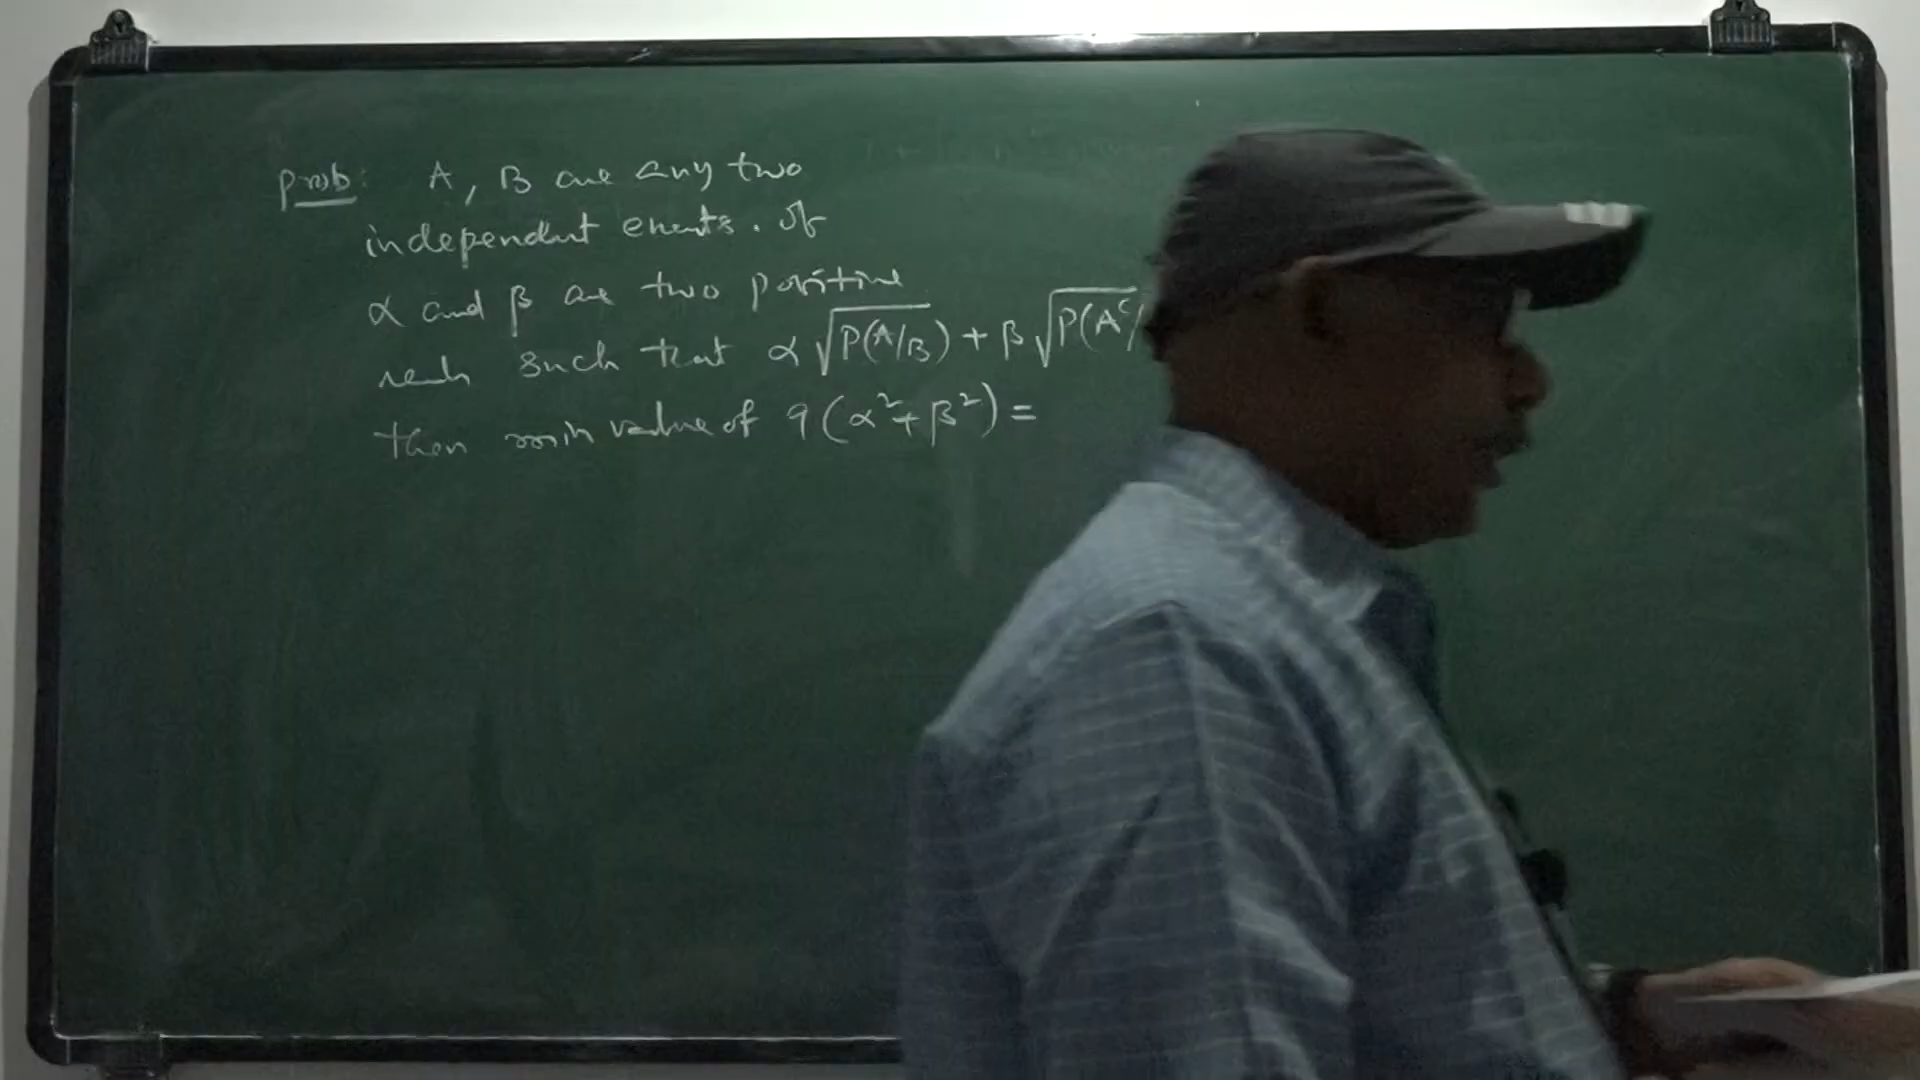 Prob: A, B are any two
independent events. If
α and β are two positive
reals such that α√P(A/B) + β√P(Aᶜ/
then min value of 9(α²+β²) =